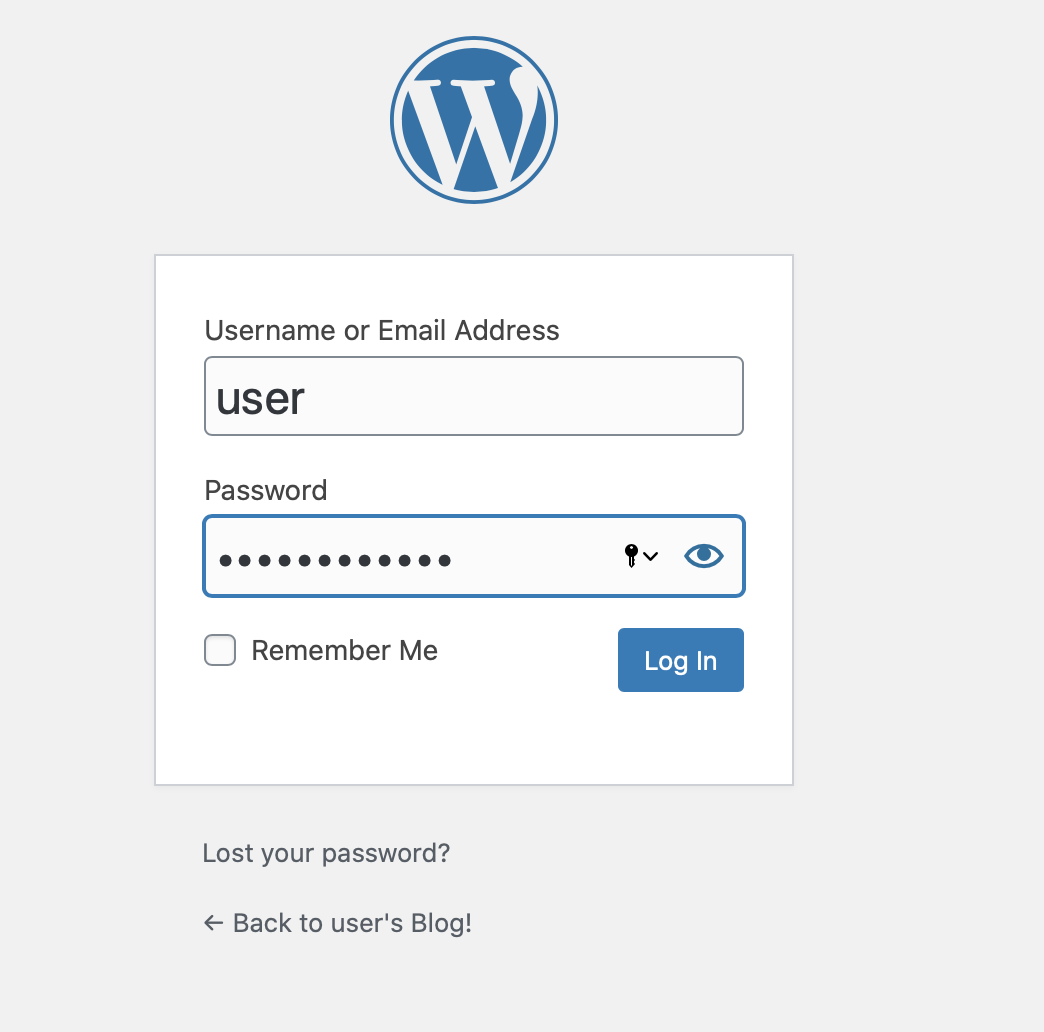 Username or Email Address
user
Password
••••••••••••
Remember Me
Log In
Lost your password?
← Back to user's Blog!